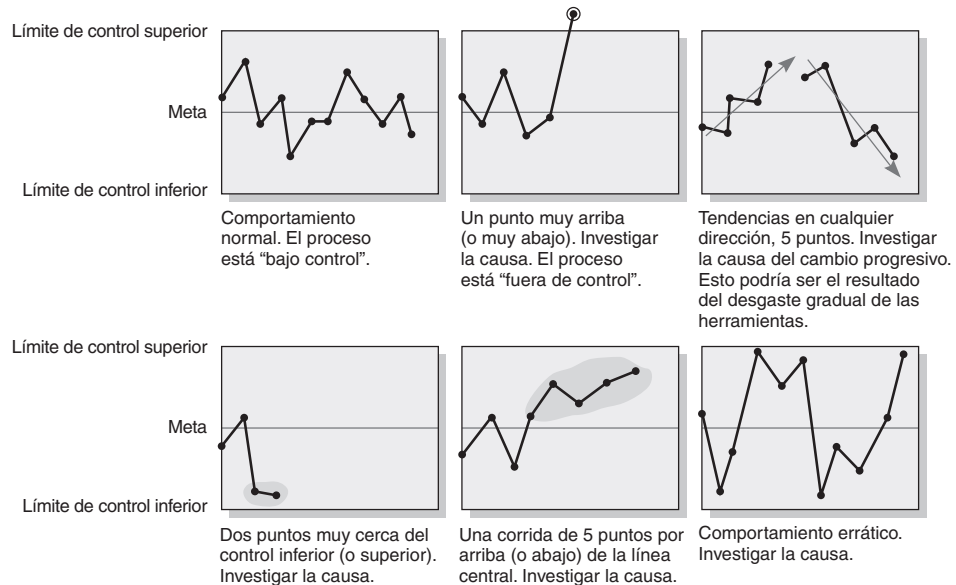 Límite de control superior
Meta
Límite de control inferior
Comportamiento
normal. El proceso
está “bajo control”.
Un punto muy arriba
(o muy abajo). Investigar
la causa. El proceso
está “fuera de control”.
Tendencias en cualquier
dirección, 5 puntos. Investigar
la causa del cambio progresivo.
Esto podría ser el resultado
del desgaste gradual de las
herramientas.
Límite de control superior
Meta
Límite de control inferior
Dos puntos muy cerca del
control inferior (o superior).
Investigar la causa.
Una corrida de 5 puntos por
arriba (o abajo) de la línea
central. Investigar la causa.
Comportamiento errático.
Investigar la causa.